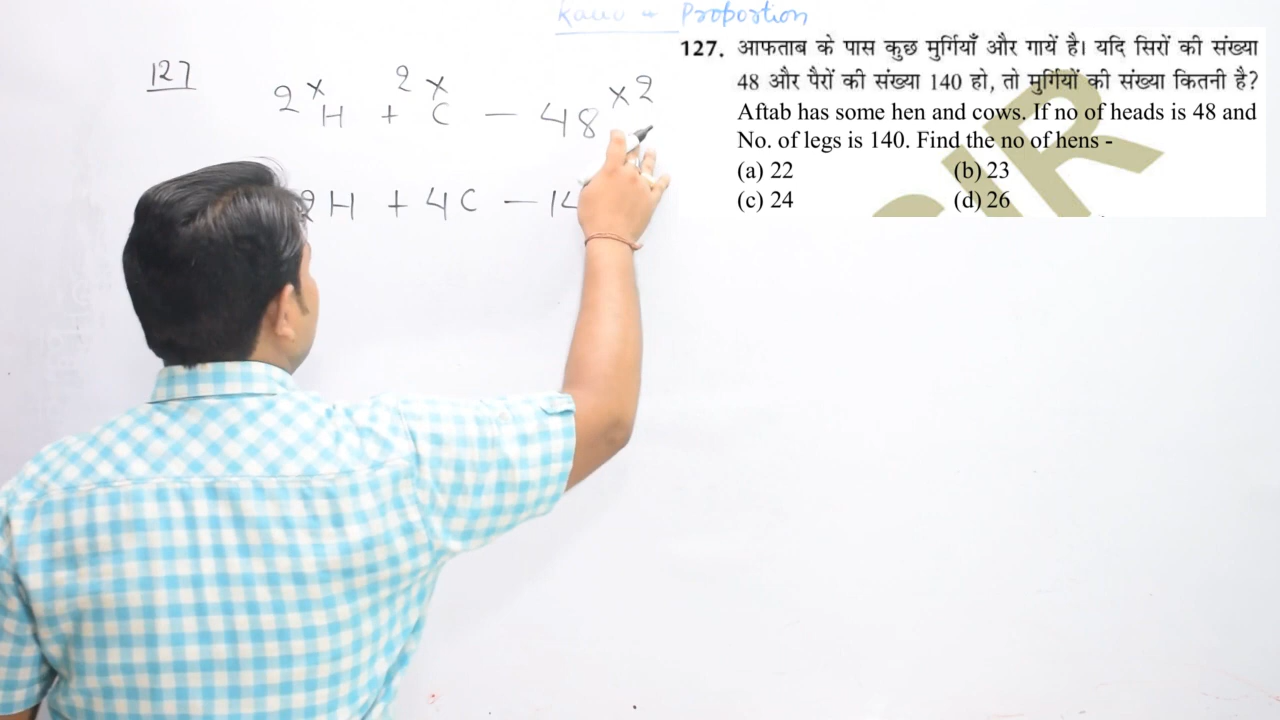 Proportion
127. आफताब के पास कुछ मुर्गियाँ और गायें है। यदि सिरों की संख्या
48 और पैरों की संख्या 140 हो, तो मुर्गियों की संख्या कितनी है?
Aftab has some hen and cows. If no of heads is 48 and
No. of legs is 140. Find the no of hens -
(a) 22 (b) 23
(c) 24 (d) 26
SIR
127
2 x H + 2 x C — 48 x 2
2H + 4C — 14